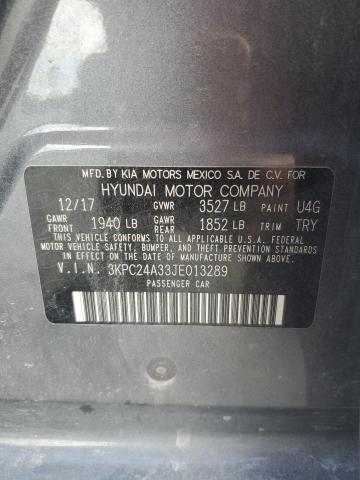 MFD. BY KIA MOTORS MEXICO S.A. DE C.V. FOR
HYUNDAI MOTOR COMPANY
12/17 GVWR 3527 LB PAINT U4G
GAWR FRONT 1940 LB GAWR REAR 1852 LB TRIM TRY
THIS VEHICLE CONFORMS TO ALL APPLICABLE U.S.A. FEDERAL
MOTOR VEHICLE SAFETY, BUMPER, AND THEFT PREVENTION STANDARDS
IN EFFECT ON THE DATE OF MANUFACTURE SHOWN ABOVE.
V.I.N. 3KPC24A33JE013289
PASSENGER CAR